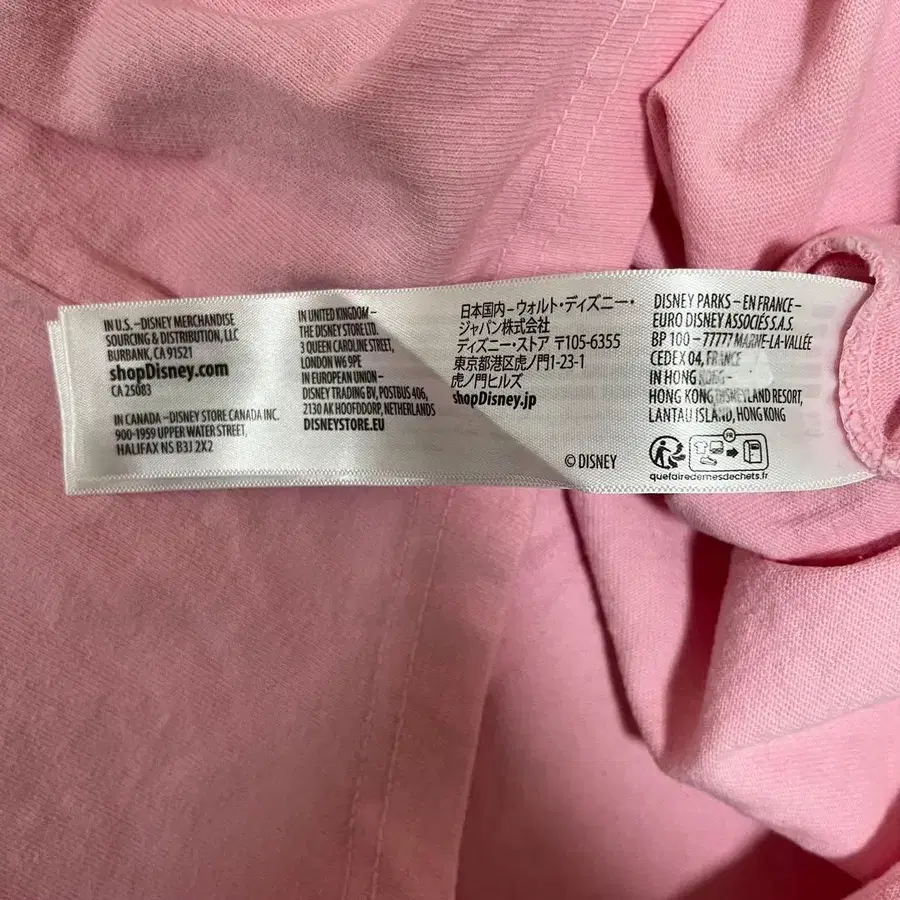 IN U.S. – DISNEY MERCHANDISE
SOURCING & DISTRIBUTION, LLC
BURBANK, CA 91521
shopDisney.com
CA 25083
IN CANADA – DISNEY STORE CANADA INC.
900-1959 UPPER WATER STREET,
HALIFAX NS B3J 2X2
IN UNITED KINGDOM –
THE DISNEY STORE LTD.
3 QUEEN CAROLINE STREET,
LONDON W6 9PE
IN EUROPEAN UNION –
DISNEY TRADING BV, POSTBUS 406,
2130 AK HOOFDDORP, NETHERLANDS
DISNEYSTORE.EU
日本国内 – ウォルト・ディズニー・
ジャパン株式会社
ディズニー・ストア 〒105-6355
東京都港区虎ノ門1-23-1
虎ノ門ヒルズ
shopDisney.jp
© DISNEY
DISNEY PARKS – EN FRANCE –
EURO DISNEY ASSOCIÉS S.A.S.
BP 100 – 77777 MARNE-LA-VALLÉE
CEDEX 04, FRANCE
IN HONG KONG –
HONG KONG DISNEYLAND RESORT,
LANTAU ISLAND, HONG KONG
FR
quefairedemesdechets.fr